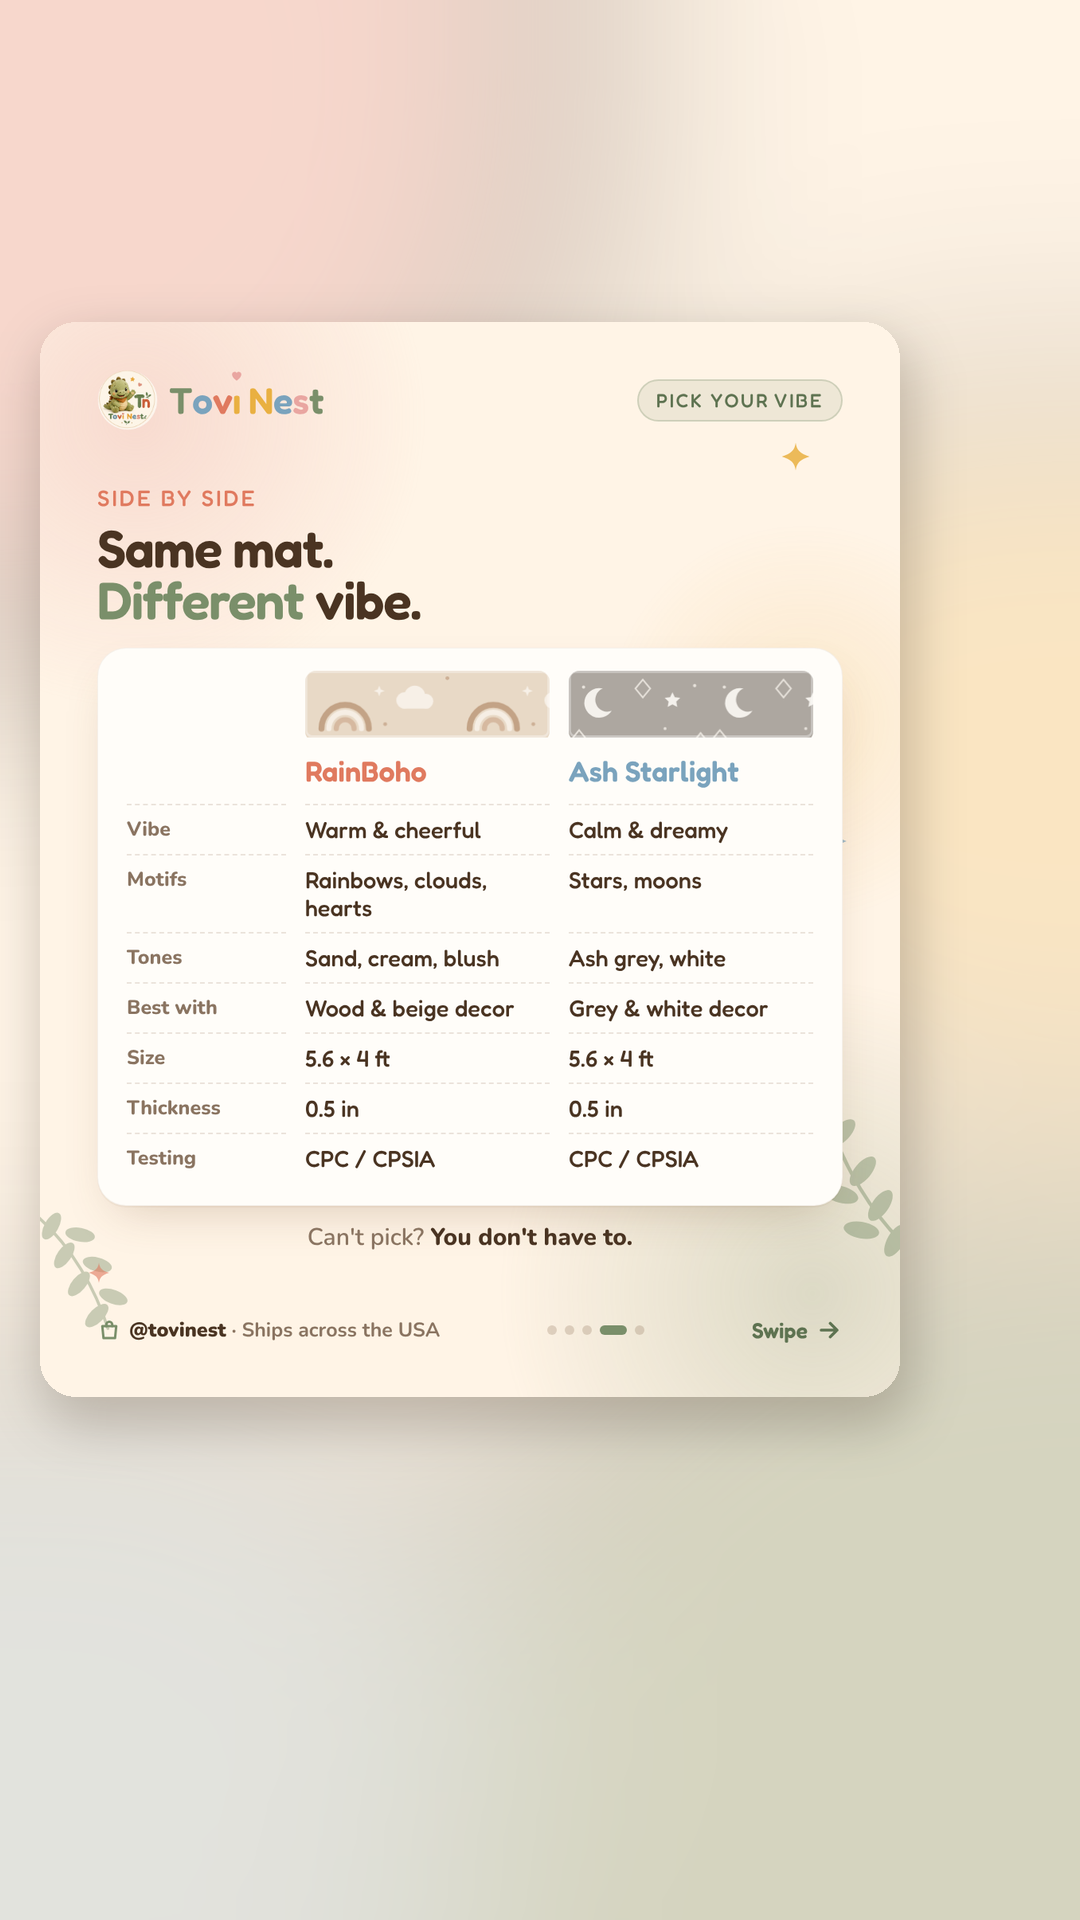 Tn
Tovi Nest
Tovi Nest
PICK YOUR VIBE
SIDE BY SIDE
Same mat.
Different vibe.
RainBoho
Ash Starlight
Vibe
Warm & cheerful
Calm & dreamy
Motifs
Rainbows, clouds,
hearts
Stars, moons
Tones
Sand, cream, blush
Ash grey, white
Best with
Wood & beige decor
Grey & white decor
Size
5.6 × 4 ft
5.6 × 4 ft
Thickness
0.5 in
0.5 in
Testing
CPC / CPSIA
CPC / CPSIA
Can't pick? You don't have to.
@tovinest · Ships across the USA
Swipe →